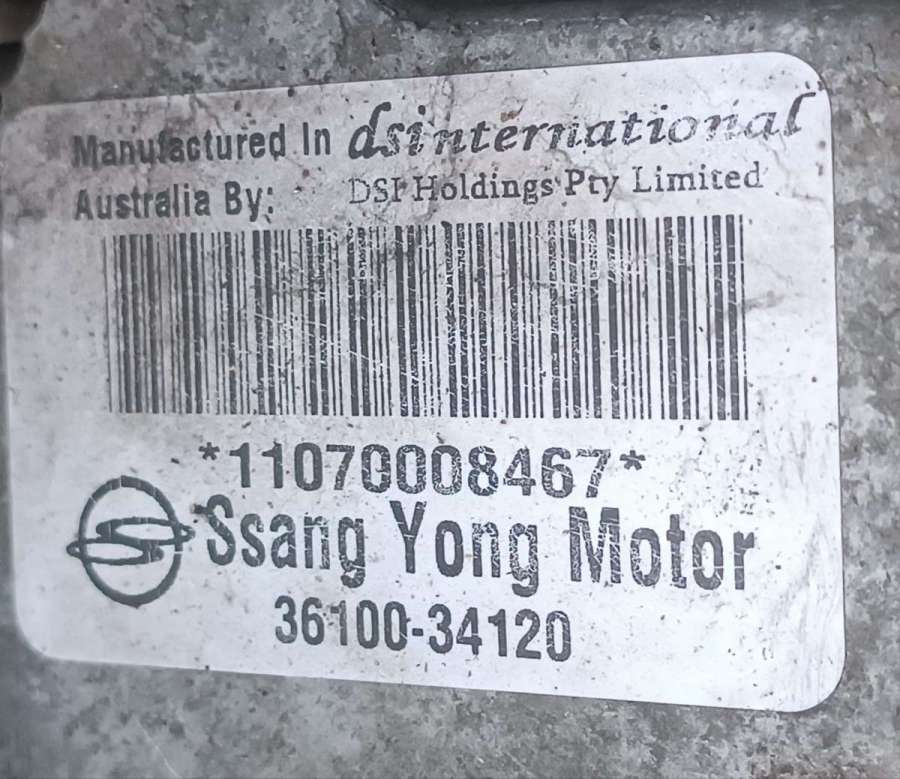 Manufactured In dsinternational
Australia By: DSI Holdings Pty Limited
*11070008467*
Ssang Yong Motor
36100-34120